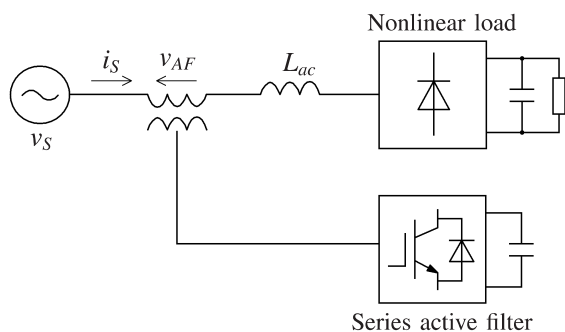 Nonlinear load
i_S
v_AF
L_ac
v_S
Series active filter